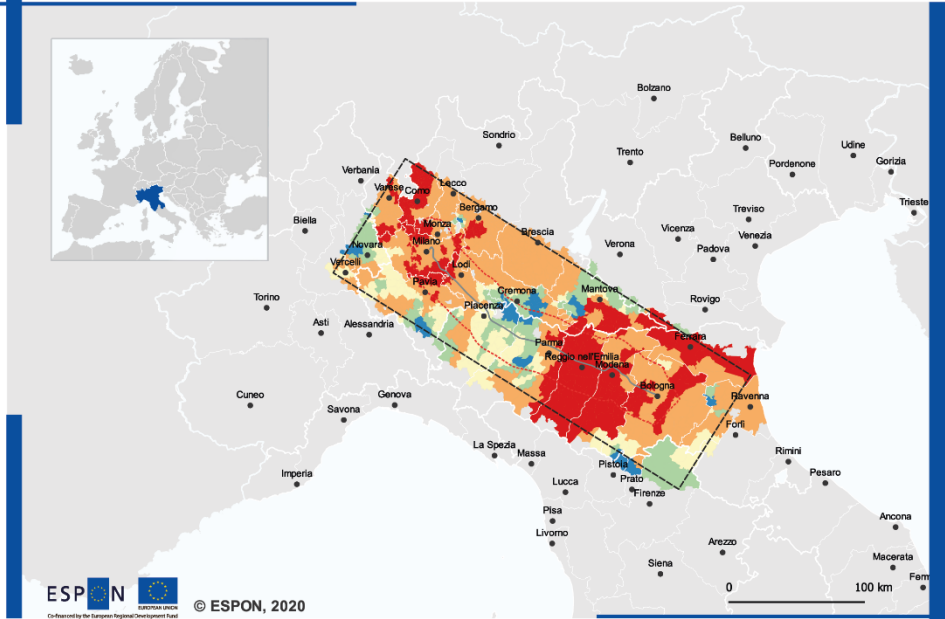 Bolzano
Sondrio
Belluno
Udine
Trento
Pordenone
Gorizia
Verbania
Varese
Como
Lecco
Bergamo
Trieste
Biella
Monza
Milano
Brescia
Treviso
Vicenza
Venezia
Novara
Verona
Padova
Vercelli
Lodi
Pavia
Cremona
Mantova
Torino
Piacenza
Rovigo
Asti
Alessandria
Parma
Ferrara
Reggio nell'Emilia
Modena
Bologna
Cuneo
Genova
Ravenna
Savona
Forlì
La Spezia
Massa
Rimini
Pistoia
Imperia
Lucca
Prato
Firenze
Pesaro
Pisa
Livorno
Ancona
Arezzo
Siena
Macerata
Ferm
0 100 km
ESPON
EUROPEAN UNION
Co-financed by the European Regional Development Fund
© ESPON, 2020